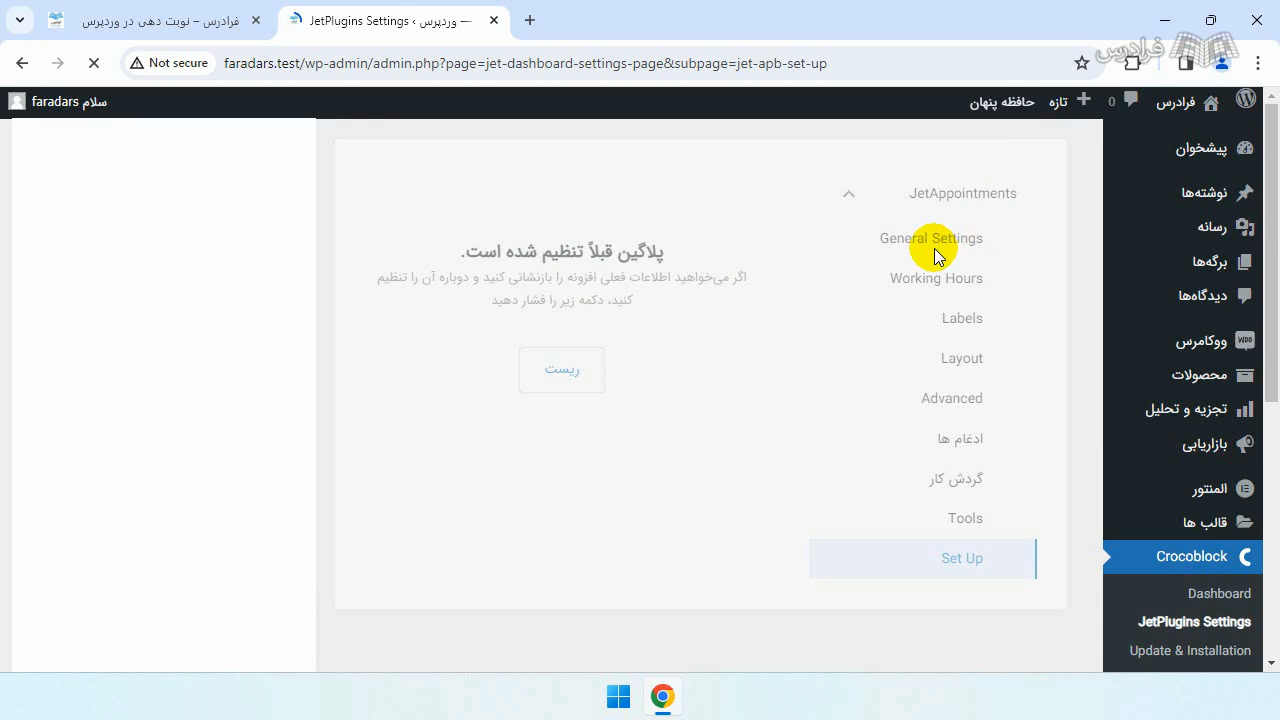 فرادرس – نوبت دهی در وردپرس
JetPlugins Settings ‹ وردپرس —
Not secure
faradars.test/wp-admin/admin.php?page=jet-dashboard-settings-page&subpage=jet-apb-set-up
فرادرس
فرادرس
0
تازه
حافظه پنهان
سلام faradars
پیشخوان
نوشته‌ها
رسانه
برگه‌ها
دیدگاه‌ها
ووکامرس
محصولات
تجزیه و تحلیل
بازاریابی
المنتور
قالب ها
Crocoblock
Dashboard
JetPlugins Settings
Update & Installation
JetAppointments
General Settings
Working Hours
Labels
Layout
Advanced
ادغام ها
گردش کار
Tools
Set Up
پلاگین قبلاً تنظیم شده است.
اگر می‌خواهید اطلاعات فعلی افزونه را بازنشانی کنید و دوباره آن را تنظیم
کنید، دکمه زیر را فشار دهید
ریست